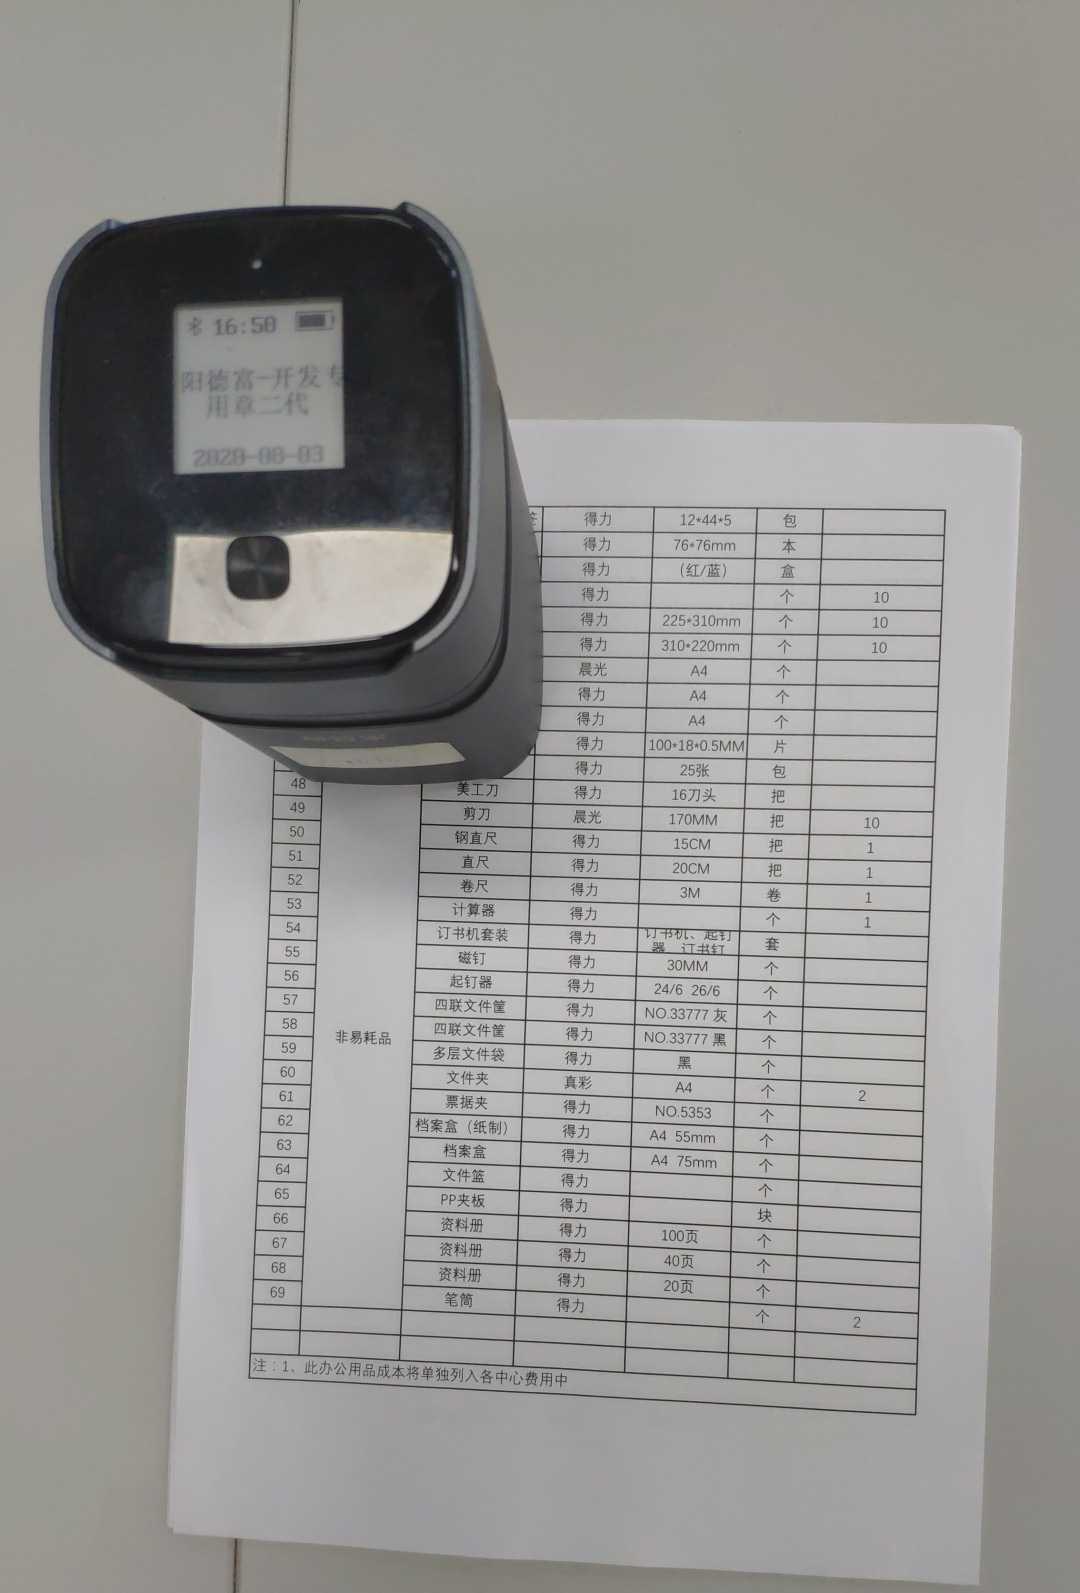 16:50
阳德富-开发专
用章二代
2020-08-03
得力 12*44*5 包
得力 76*76mm 本
得力 （红/蓝） 盒
得力 个 10
得力 225*310mm 个 10
得力 310*220mm 个 10
晨光 A4 个
得力 A4 个
得力 A4 个
得力 100*18*0.5MM 片
得力 25张 包
48 美工刀 得力 16刀头 把
49 剪刀 晨光 170MM 把 10
50 钢直尺 得力 15CM 把 1
51 直尺 得力 20CM 把 1
52 卷尺 得力 3M 卷 1
53 计算器 得力 个 1
54 订书机套装 得力 订书机、起钉器、订书钉 套
55 磁钉 得力 30MM 个
56 起钉器 得力 24/6 26/6 个
57 四联文件筐 得力 NO.33777 灰 个
58 非易耗品 四联文件筐 得力 NO.33777 黑 个
59 多层文件袋 得力 黑 个
60 文件夹 真彩 A4 个 2
61 票据夹 得力 NO.5353 个
62 档案盒（纸制） 得力 A4 55mm 个
63 档案盒 得力 A4 75mm 个
64 文件篮 得力 个
65 PP夹板 得力 块
66 资料册 得力 100页 个
67 资料册 得力 40页 个
68 资料册 得力 20页 个
69 笔筒 得力 个 2
注：1、此办公用品成本将单独列入各中心费用中